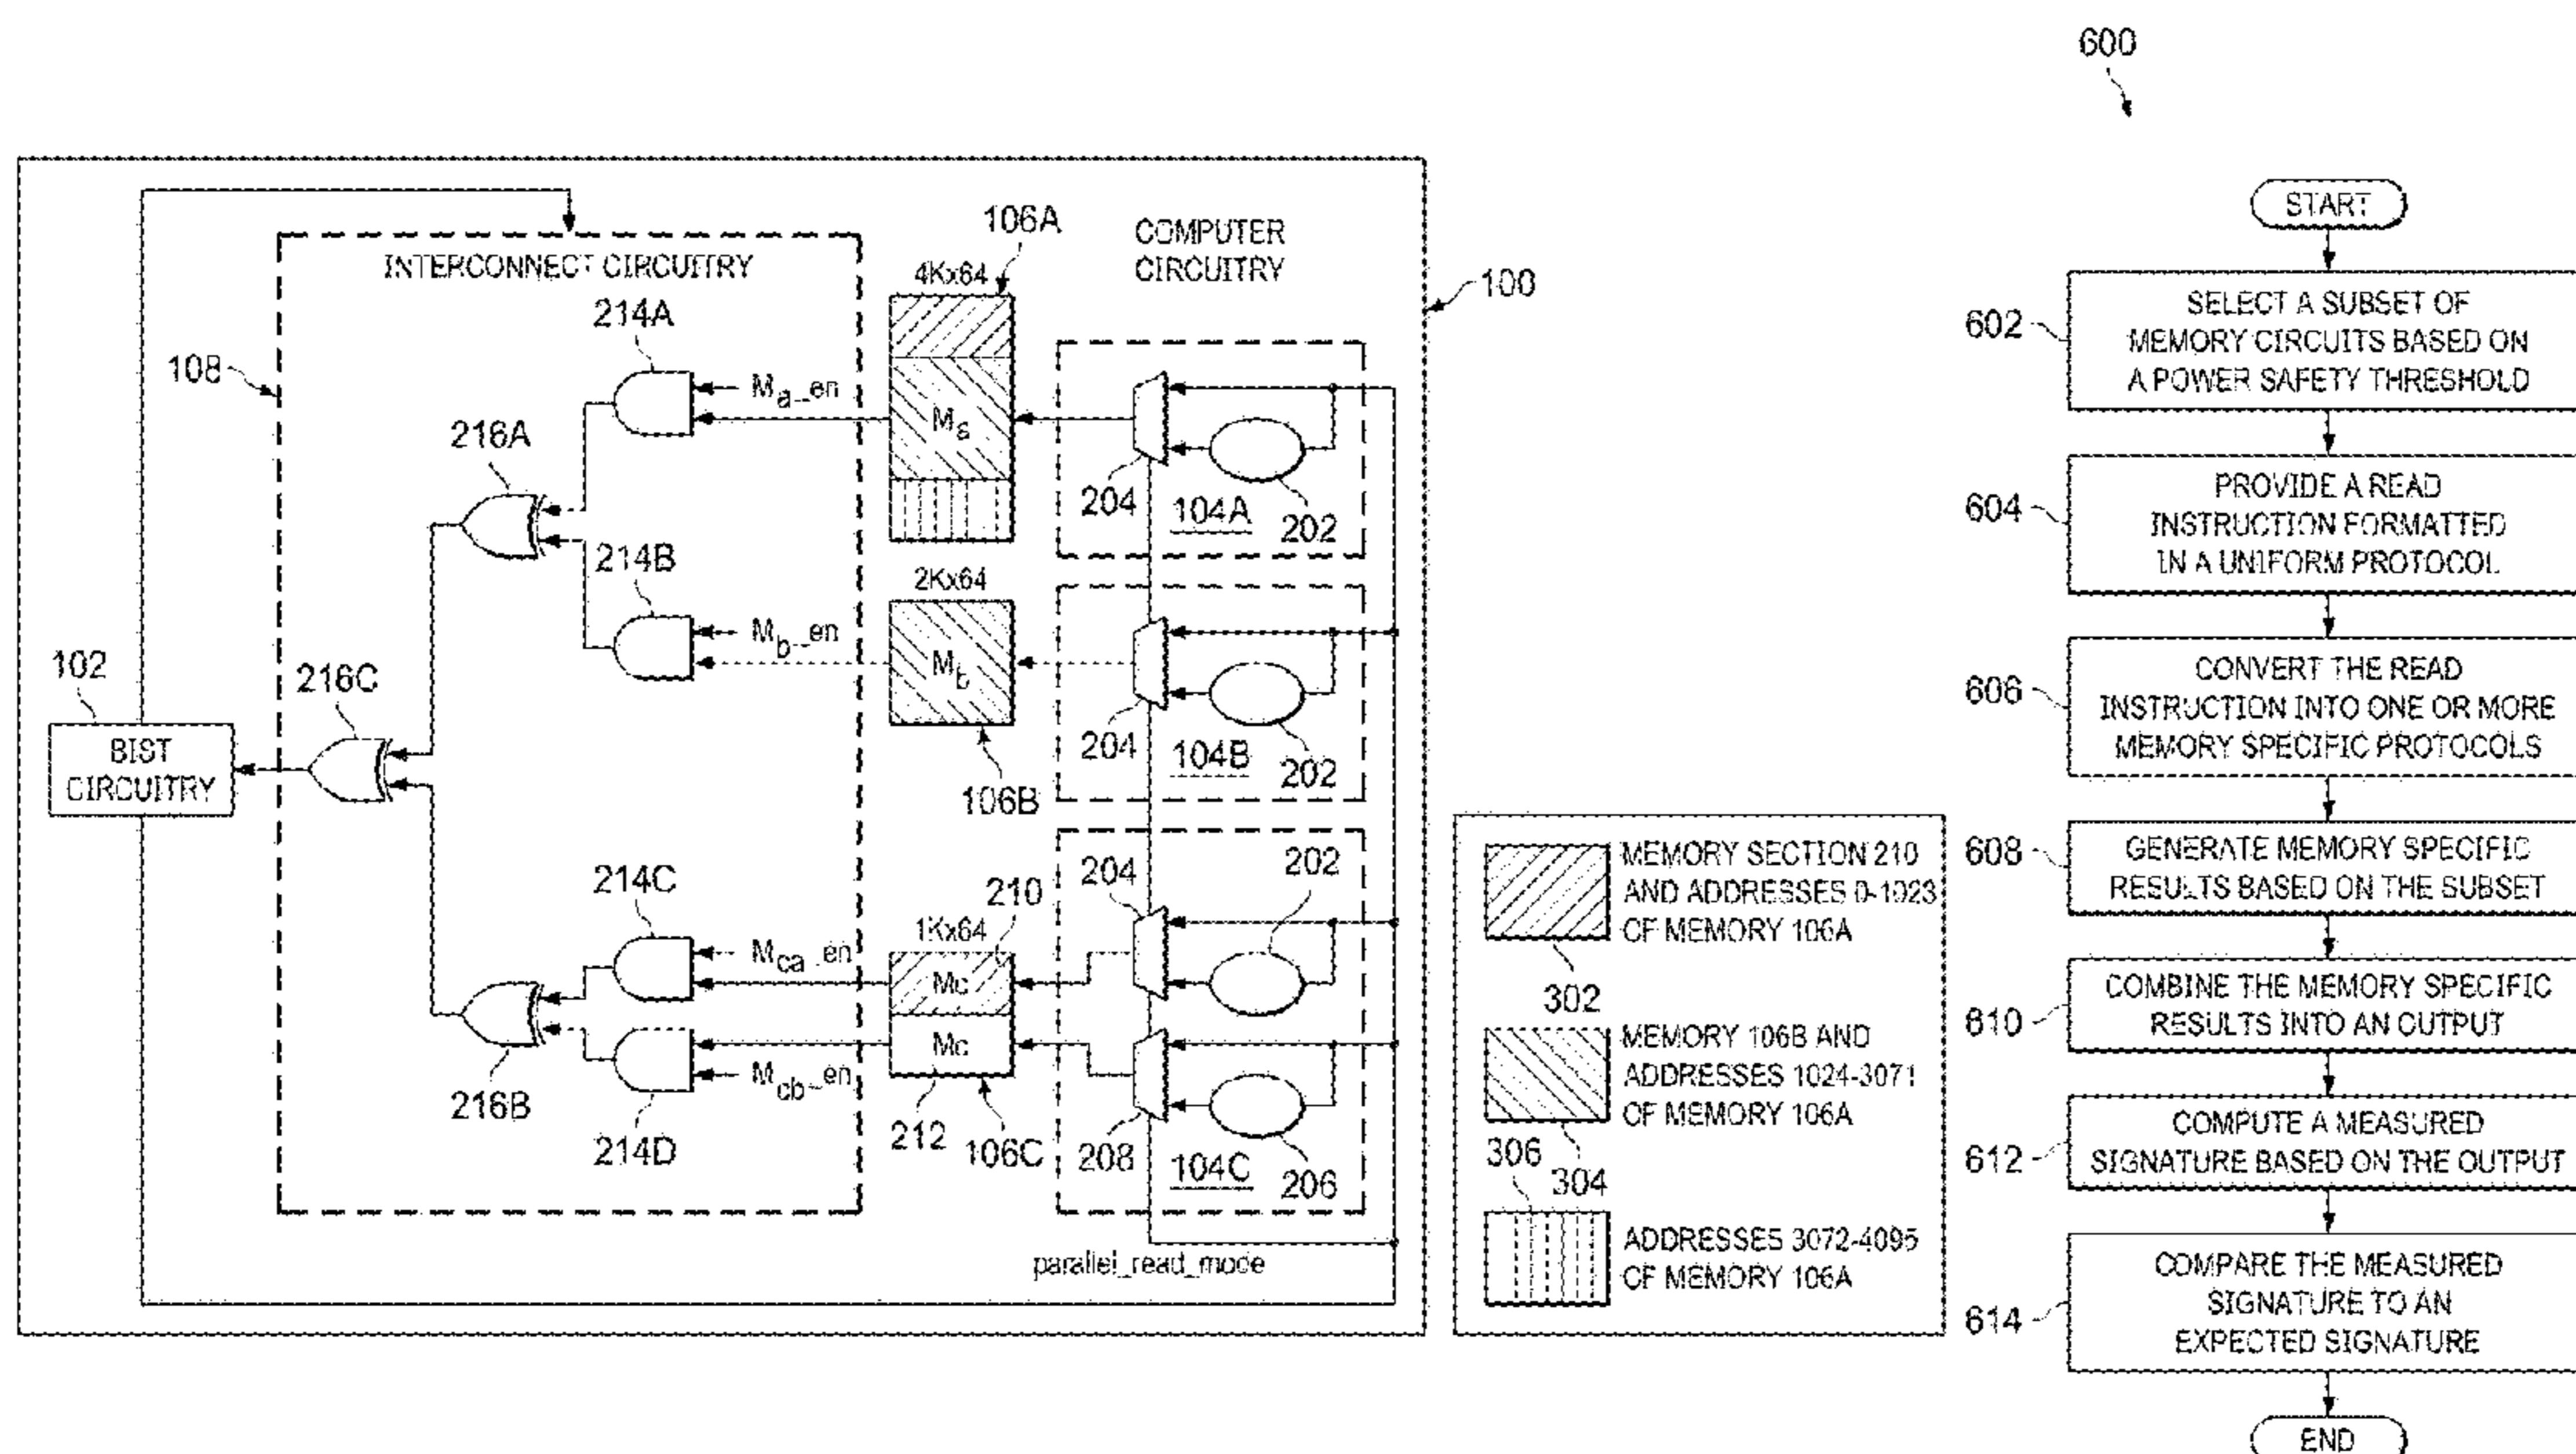 600
START
602
SELECT A SUBSET OF
MEMORY CIRCUITS BASED ON
A POWER SAFETY THRESHOLD
604
PROVIDE A READ
INSTRUCTION FORMATTED
IN A UNIFORM PROTOCOL
606
CONVERT THE READ
INSTRUCTION INTO ONE OR MORE
MEMORY SPECIFIC PROTOCOLS
608
GENERATE MEMORY SPECIFIC
RESULTS BASED ON THE SUBSET
610
COMBINE THE MEMORY SPECIFIC
RESULTS INTO AN OUTPUT
612
COMPUTE A MEASURED
SIGNATURE BASED ON THE OUTPUT
614
COMPARE THE MEASURED
SIGNATURE TO AN
EXPECTED SIGNATURE
END
100
COMPUTER
CIRCUITRY
INTERCONNECT CIRCUITRY
108
102
BIST
CIRCUITRY
214A
Ma_en
216A
214B
Mb_en
216C
214C
Mca_en
216B
214D
Mcb_en
106A
4Kx64
Ma
2Kx64
Mb
106B
210
1Kx64
Mc
Mc
212
106C
204
104A
202
204
104B
202
204
202
208
104C
206
parallel_read_mode
MEMORY SECTION 210
AND ADDRESSES 0-1023
OF MEMORY 106A
302
MEMORY 106B AND
ADDRESSES 1024-3071
OF MEMORY 106A
304
306
ADDRESSES 3072-4095
OF MEMORY 106A